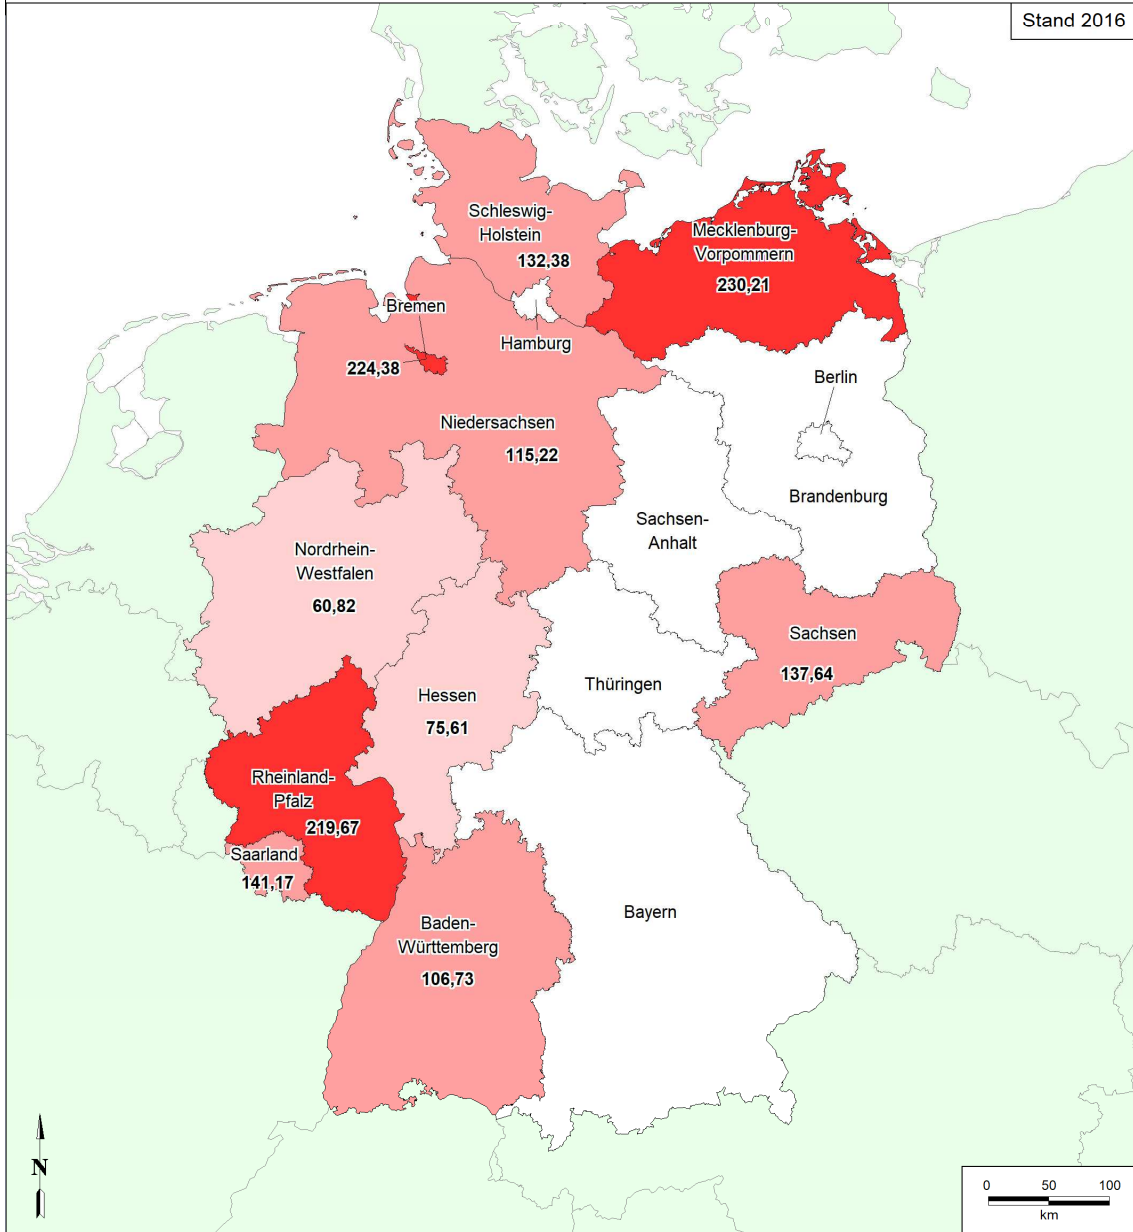 Stand 2016
Schleswig-
Holstein
132,38
Mecklenburg-
Vorpommern
230,21
Bremen
224,38
Hamburg
Berlin
Niedersachsen
115,22
Brandenburg
Sachsen-
Anhalt
Nordrhein-
Westfalen
60,82
Sachsen
137,64
Thüringen
Hessen
75,61
Rheinland-
Pfalz
219,67
Saarland
141,17
Bayern
Baden-
Württemberg
106,73
N
0 50 100
km